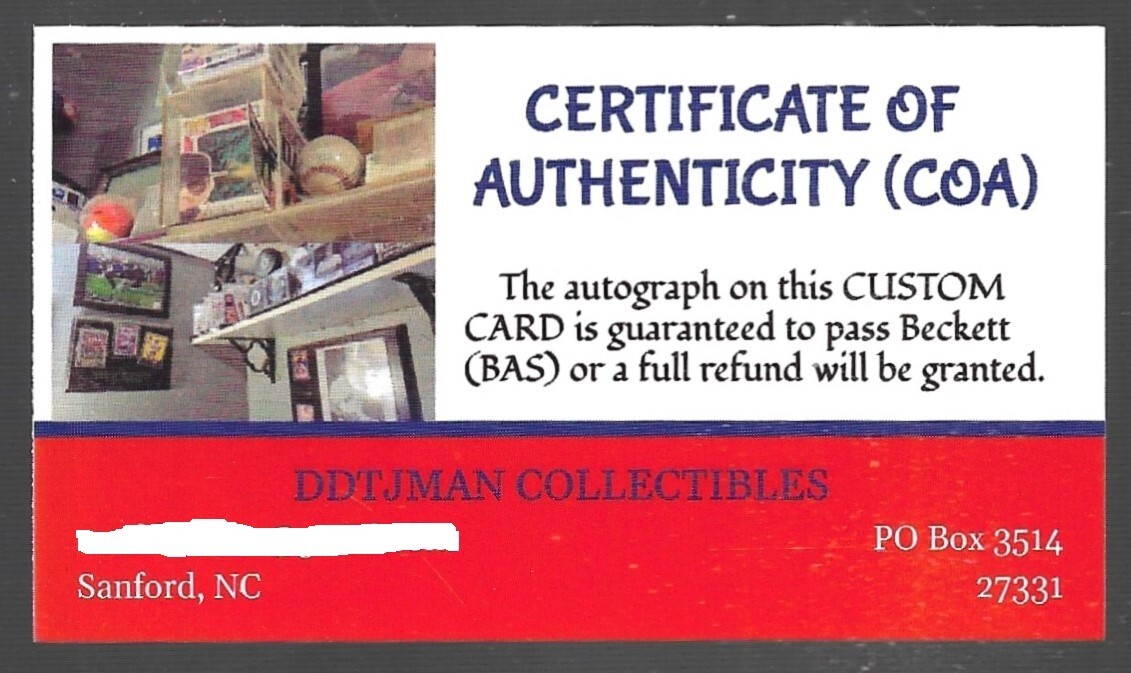 CERTIFICATE OF
AUTHENTICITY (COA)
The autograph on this CUSTOM
CARD is guaranteed to pass Beckett
(BAS) or a full refund will be granted.
DDTJMAN COLLECTIBLES
PO Box 3514
Sanford, NC
27331